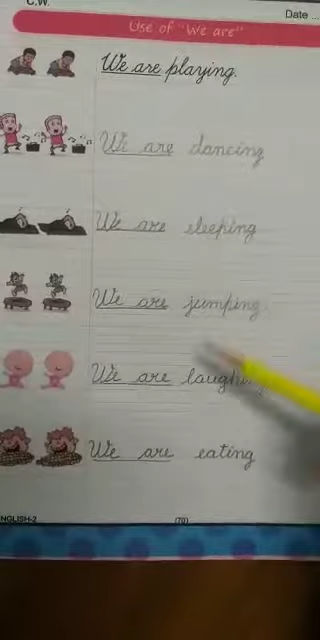 C.W.
Date ...
Use of "We are"
We are playing.
We are dancing
We are sleeping
We are jumping
We are
We are eating
ENGLISH-2
(70)